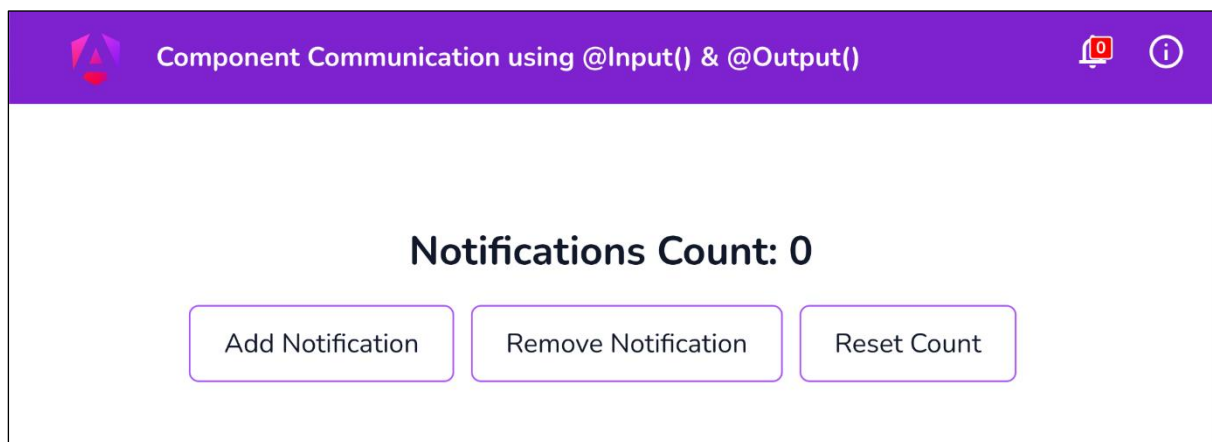 Component Communication using @Input() & @Output()
0
Notifications Count: 0
Add Notification
Remove Notification
Reset Count